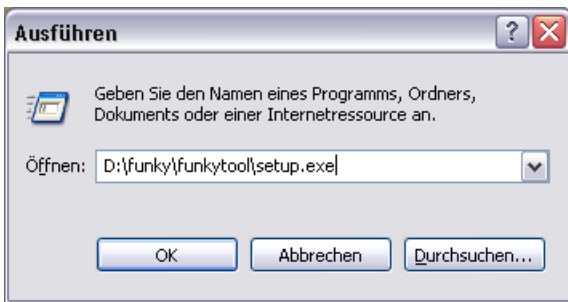 Ausführen
Geben Sie den Namen eines Programms, Ordners,
Dokuments oder einer Internetressource an.
Öffnen: D:\funky\funkytool\setup.exe
OK Abbrechen Durchsuchen...